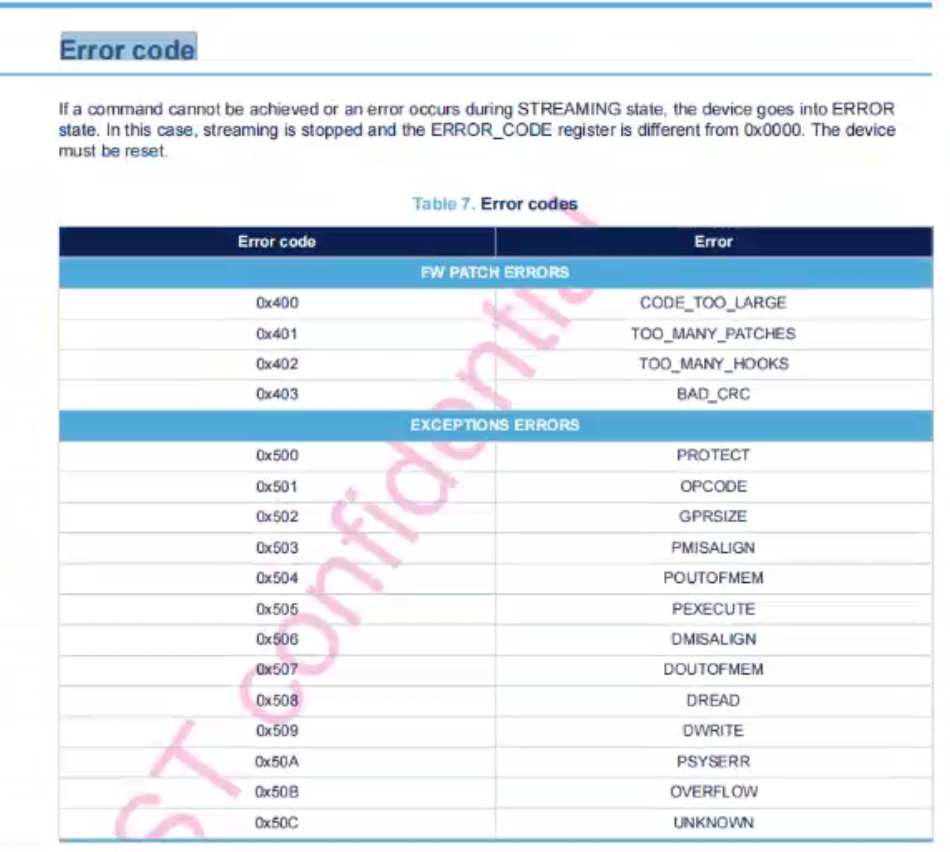 Error code
If a command cannot be achieved or an error occurs during STREAMING state, the device goes into ERROR
state. In this case, streaming is stopped and the ERROR_CODE register is different from 0x0000. The device
must be reset.
Table 7. Error codes
Error code Error
FW PATCH ERRORS
0x400 CODE_TOO_LARGE
0x401 TOO_MANY_PATCHES
0x402 TOO_MANY_HOOKS
0x403 BAD_CRC
EXCEPTIONS ERRORS
0x500 PROTECT
0x501 OPCODE
0x502 GPRSIZE
0x503 PMISALIGN
0x504 POUTOFMEM
0x505 PEXECUTE
0x506 DMISALIGN
0x507 DOUTOFMEM
0x508 DREAD
0x509 DWRITE
0x50A PSYSERR
0x50B OVERFLOW
0x50C UNKNOWN
ST confidential